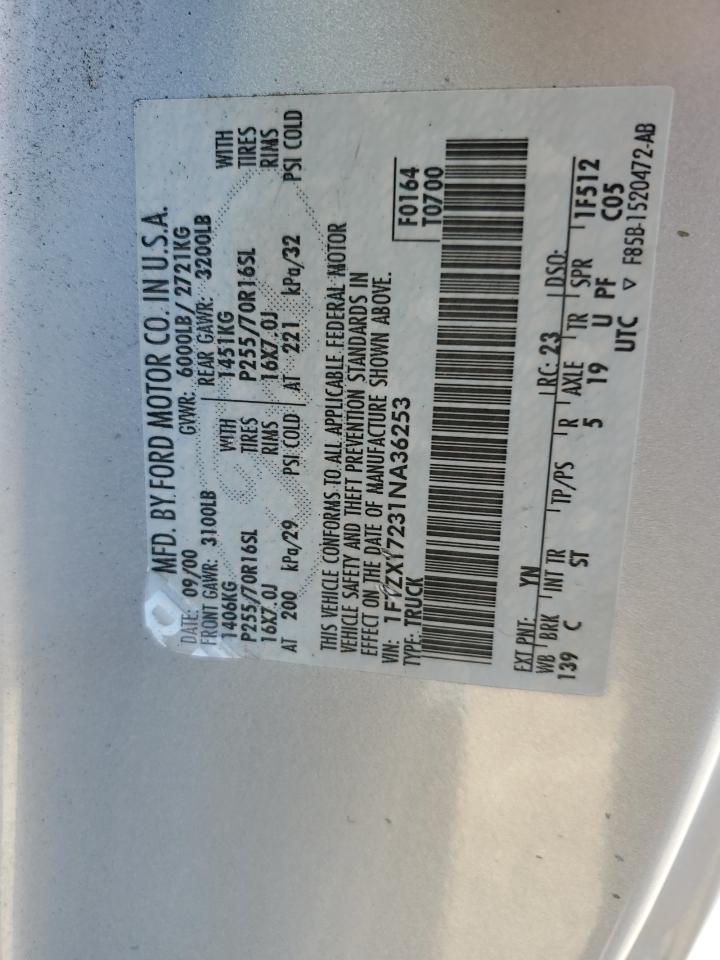 MFD. BY FORD MOTOR CO. IN U.S.A.
DATE: 09/00 GVWR: 6000LB/ 2721KG
FRONT GAWR: 3100LB REAR GAWR: 3200LB
1406KG WITH 1451KG WITH
P255/70R16SL TIRES P255/70R16SL TIRES
16X7.0J RIMS 16X7.0J RIMS
AT 200 kPa/29 PSI COLD AT 221 kPa/32 PSI COLD
THIS VEHICLE CONFORMS TO ALL APPLICABLE FEDERAL MOTOR
VEHICLE SAFETY AND THEFT PREVENTION STANDARDS IN
EFFECT ON THE DATE OF MANUFACTURE SHOWN ABOVE.
VIN: 1FTZX17231NA36253
TYPE: TRUCK
F0164
T0700
EXT PNT: YN RC: 23 DSO:
WB BRK INT TR TP/PS R AXLE TR SPR
139 C ST 5 19 U PF 1F512
UTC C05
▽ F85B-1520472-AB